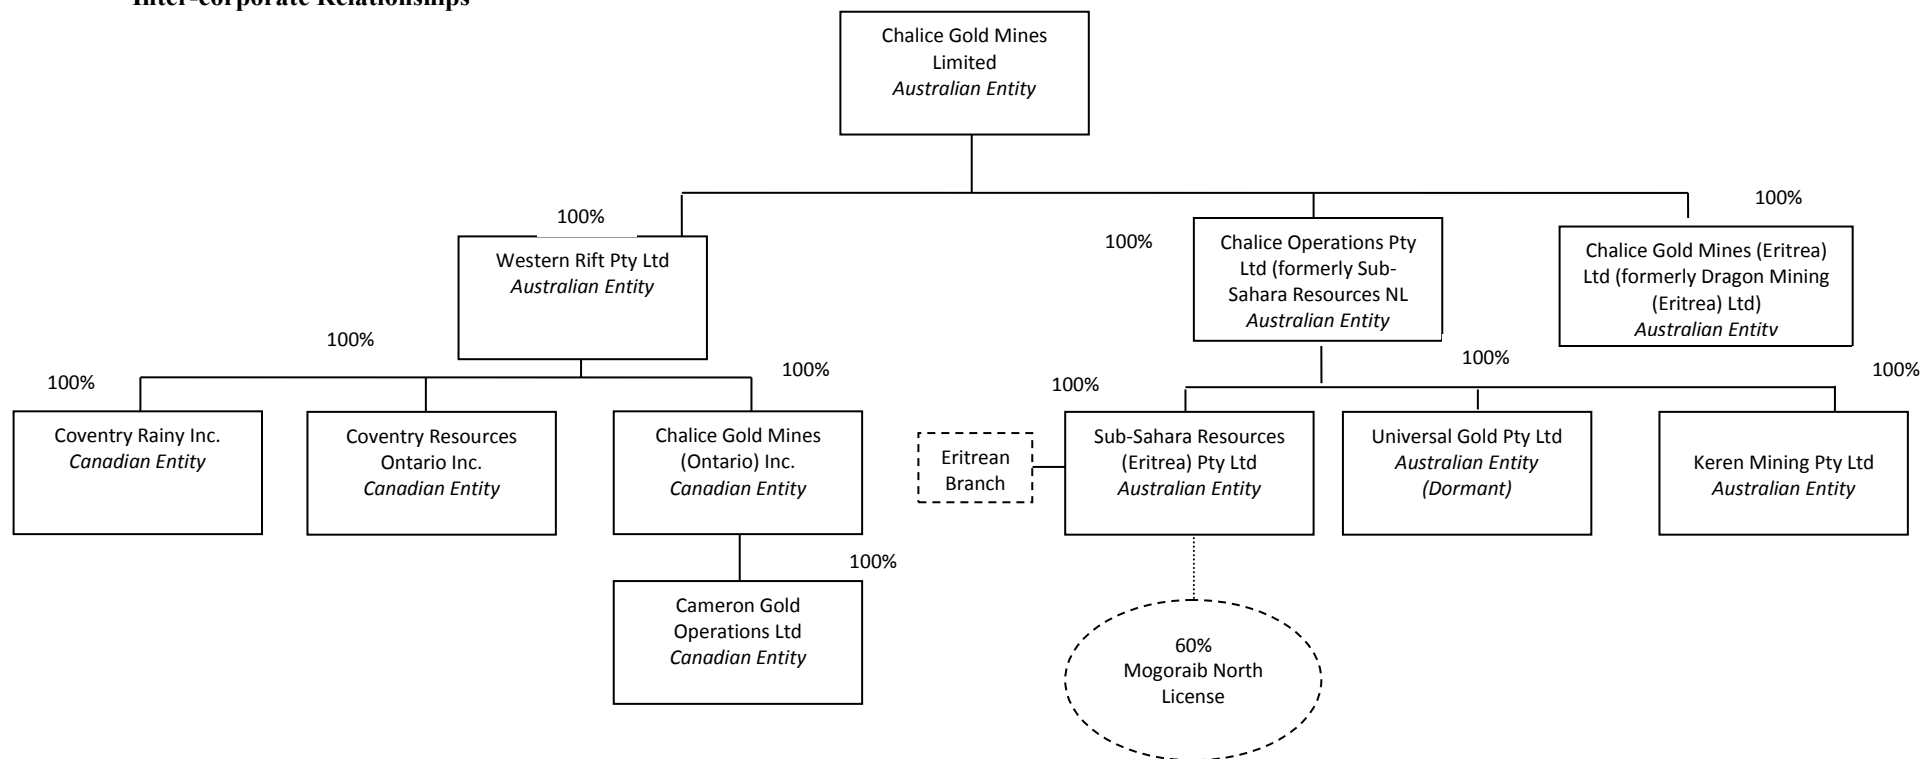 Inter-corporate Relationships
Chalice Gold Mines
Limited
Australian Entity
100%
Western Rift Pty Ltd
Australian Entity
100%
Chalice Operations Pty
Ltd (formerly Sub-
Sahara Resources NL
Australian Entity
100%
Chalice Gold Mines (Eritrea)
Ltd (formerly Dragon Mining
(Eritrea) Ltd)
Australian Entity
100%
Coventry Rainy Inc.
Canadian Entity
100%
Coventry Resources
Ontario Inc.
Canadian Entity
100%
Chalice Gold Mines
(Ontario) Inc.
Canadian Entity
Eritrean
Branch
100%
Sub-Sahara Resources
(Eritrea) Pty Ltd
Australian Entity
100%
Universal Gold Pty Ltd
Australian Entity
(Dormant)
100%
Keren Mining Pty Ltd
Australian Entity
100%
Cameron Gold
Operations Ltd
Canadian Entity
60%
Mogoraib North
License